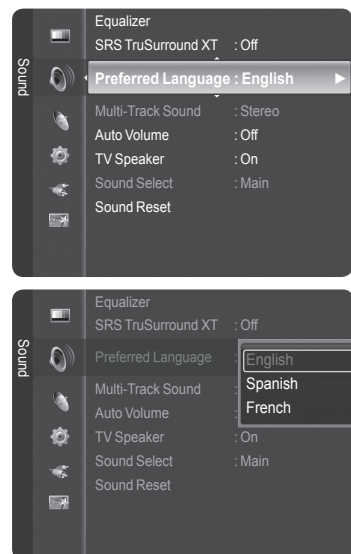 Sound
Equalizer
SRS TruSurround XT : Off
Preferred Language : English
Multi-Track Sound : Stereo
Auto Volume : Off
TV Speaker : On
Sound Select : Main
Sound Reset
Sound
Equalizer
SRS TruSurround XT : Off
Preferred Language :
English
Multi-Track Sound :
Spanish
Auto Volume :
French
TV Speaker : On
Sound Select : Main
Sound Reset